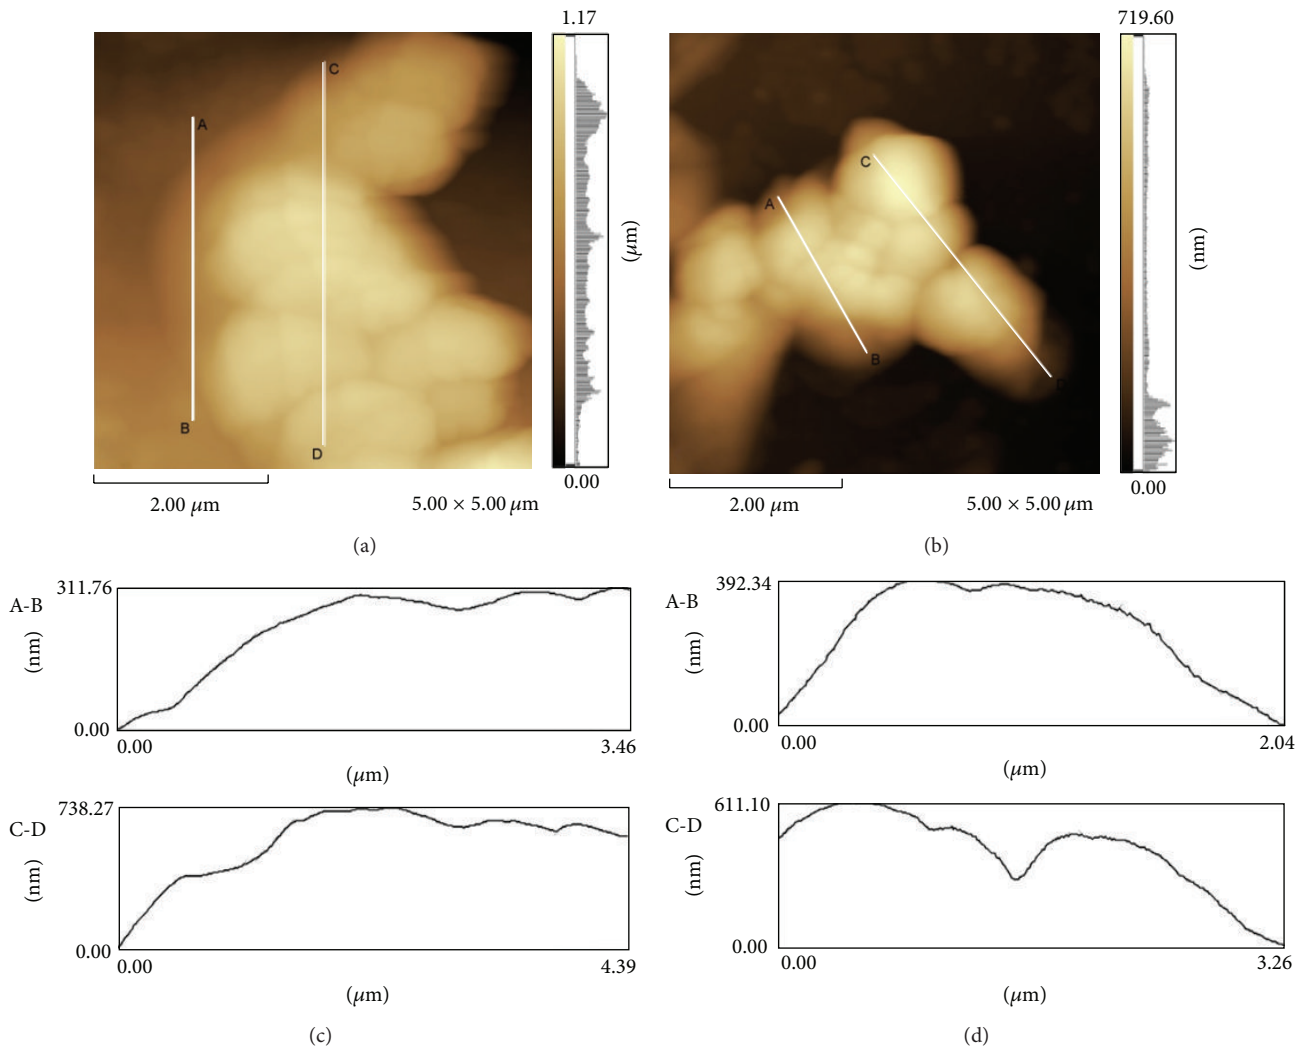 1.17
719.60
C
A
B
D
(μm)
0.00
2.00 μm
5.00 × 5.00 μm
C
A
B
D
(nm)
0.00
2.00 μm
5.00 × 5.00 μm
(a)
(b)
311.76
A-B
(nm)
0.00
0.00
3.46
(μm)
392.34
A-B
(nm)
0.00
0.00
2.04
(μm)
738.27
C-D
(nm)
0.00
0.00
4.39
(μm)
611.10
C-D
(nm)
0.00
0.00
3.26
(μm)
(c)
(d)